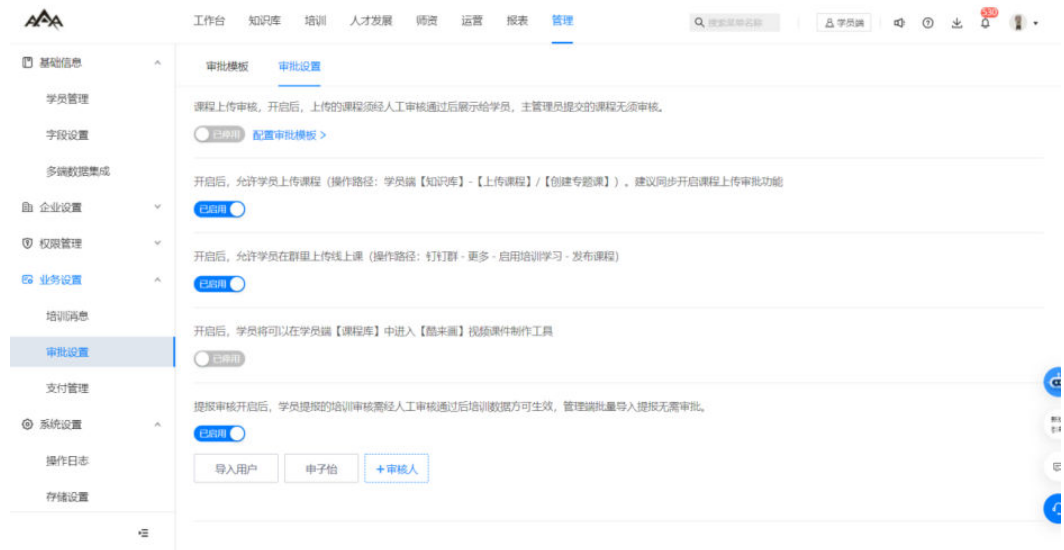 工作台 知识库 培训 人才发展 师资 运营 报表 管理 搜索菜单名称 学员端 530
基础信息
学员管理
字段设置
多端数据集成
企业设置
权限管理
业务设置
培训消息
审批设置
支付管理
系统设置
操作日志
存储设置
审批模板 审批设置
课程上传审核,开启后,上传的课程须经人工审核通过后展示给学员,主管理员提交的课程无须审核。
已停用 配置审批模板 >
开启后,允许学员上传课程(操作路径:学员端【知识库】-【上传课程】/【创建专题课】)。建议同步开启课程上传审批功能
已启用
开启后,允许学员在群里上传线上课(操作路径:钉钉群 - 更多 - 启用培训学习 - 发布课程)
已启用
开启后,学员将可以在学员端【课程库】中进入【酷来画】视频课件制作工具
已停用
提报审核开启后,学员提报的培训审核需经人工审核通过后培训数据方可生效,管理端批量导入提报无需审批。
已启用
导入用户 申子怡 +审核人